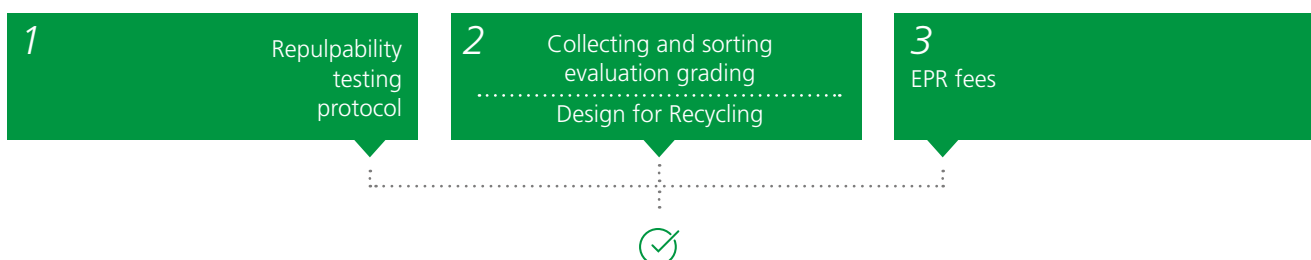 1
Repulpability
testing
protocol
2
Collecting and sorting
evaluation grading
Design for Recycling
3
EPR fees